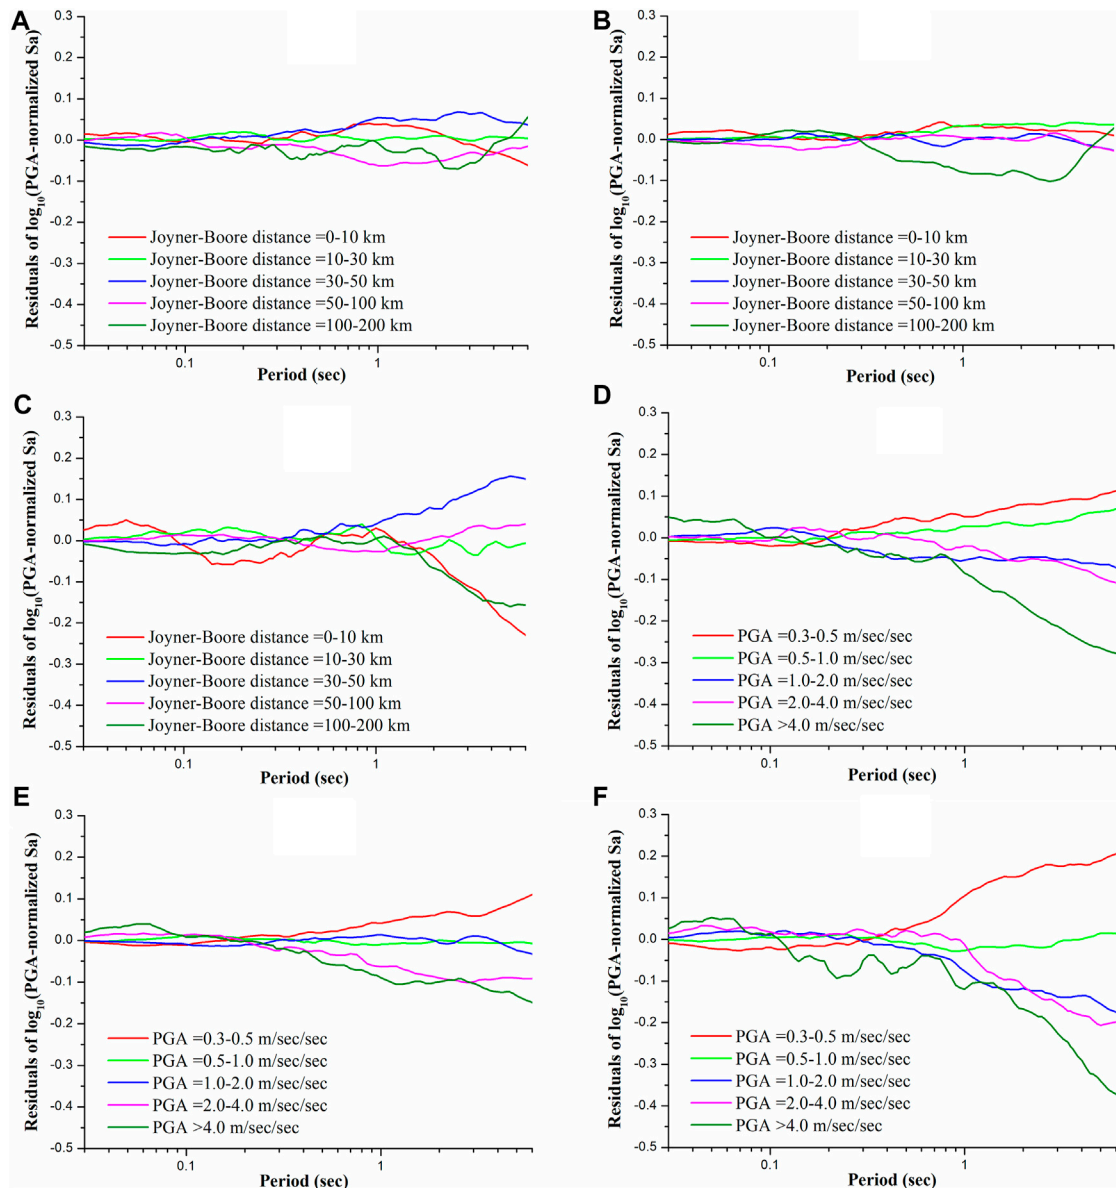 A
Residuals of log10(PGA-normalized Sa)
0.3
0.2
0.1
0.0
-0.1
-0.2
-0.3
-0.4
-0.5
Joyner-Boore distance =0-10 km
Joyner-Boore distance =10-30 km
Joyner-Boore distance =30-50 km
Joyner-Boore distance =50-100 km
Joyner-Boore distance =100-200 km
0.1
1
Period (sec)
B
Residuals of log10(PGA-normalized Sa)
0.3
0.2
0.1
0.0
-0.1
-0.2
-0.3
-0.4
-0.5
Joyner-Boore distance =0-10 km
Joyner-Boore distance =10-30 km
Joyner-Boore distance =30-50 km
Joyner-Boore distance =50-100 km
Joyner-Boore distance =100-200 km
0.1
1
Period (sec)
C
Residuals of log10(PGA-normalized Sa)
0.3
0.2
0.1
0.0
-0.1
-0.2
-0.3
-0.4
-0.5
Joyner-Boore distance =0-10 km
Joyner-Boore distance =10-30 km
Joyner-Boore distance =30-50 km
Joyner-Boore distance =50-100 km
Joyner-Boore distance =100-200 km
0.1
1
Period (sec)
D
Residuals of log10(PGA-normalized Sa)
0.3
0.2
0.1
0.0
-0.1
-0.2
-0.3
-0.4
-0.5
PGA =0.3-0.5 m/sec/sec
PGA =0.5-1.0 m/sec/sec
PGA =1.0-2.0 m/sec/sec
PGA =2.0-4.0 m/sec/sec
PGA >4.0 m/sec/sec
0.1
1
Period (sec)
E
Residuals of log10(PGA-normalized Sa)
0.3
0.2
0.1
0.0
-0.1
-0.2
-0.3
-0.4
-0.5
PGA =0.3-0.5 m/sec/sec
PGA =0.5-1.0 m/sec/sec
PGA =1.0-2.0 m/sec/sec
PGA =2.0-4.0 m/sec/sec
PGA >4.0 m/sec/sec
0.1
1
Period (sec)
F
Residuals of log10(PGA-normalized Sa)
0.3
0.2
0.1
0.0
-0.1
-0.2
-0.3
-0.4
-0.5
PGA =0.3-0.5 m/sec/sec
PGA =0.5-1.0 m/sec/sec
PGA =1.0-2.0 m/sec/sec
PGA =2.0-4.0 m/sec/sec
PGA >4.0 m/sec/sec
0.1
1
Period (sec)